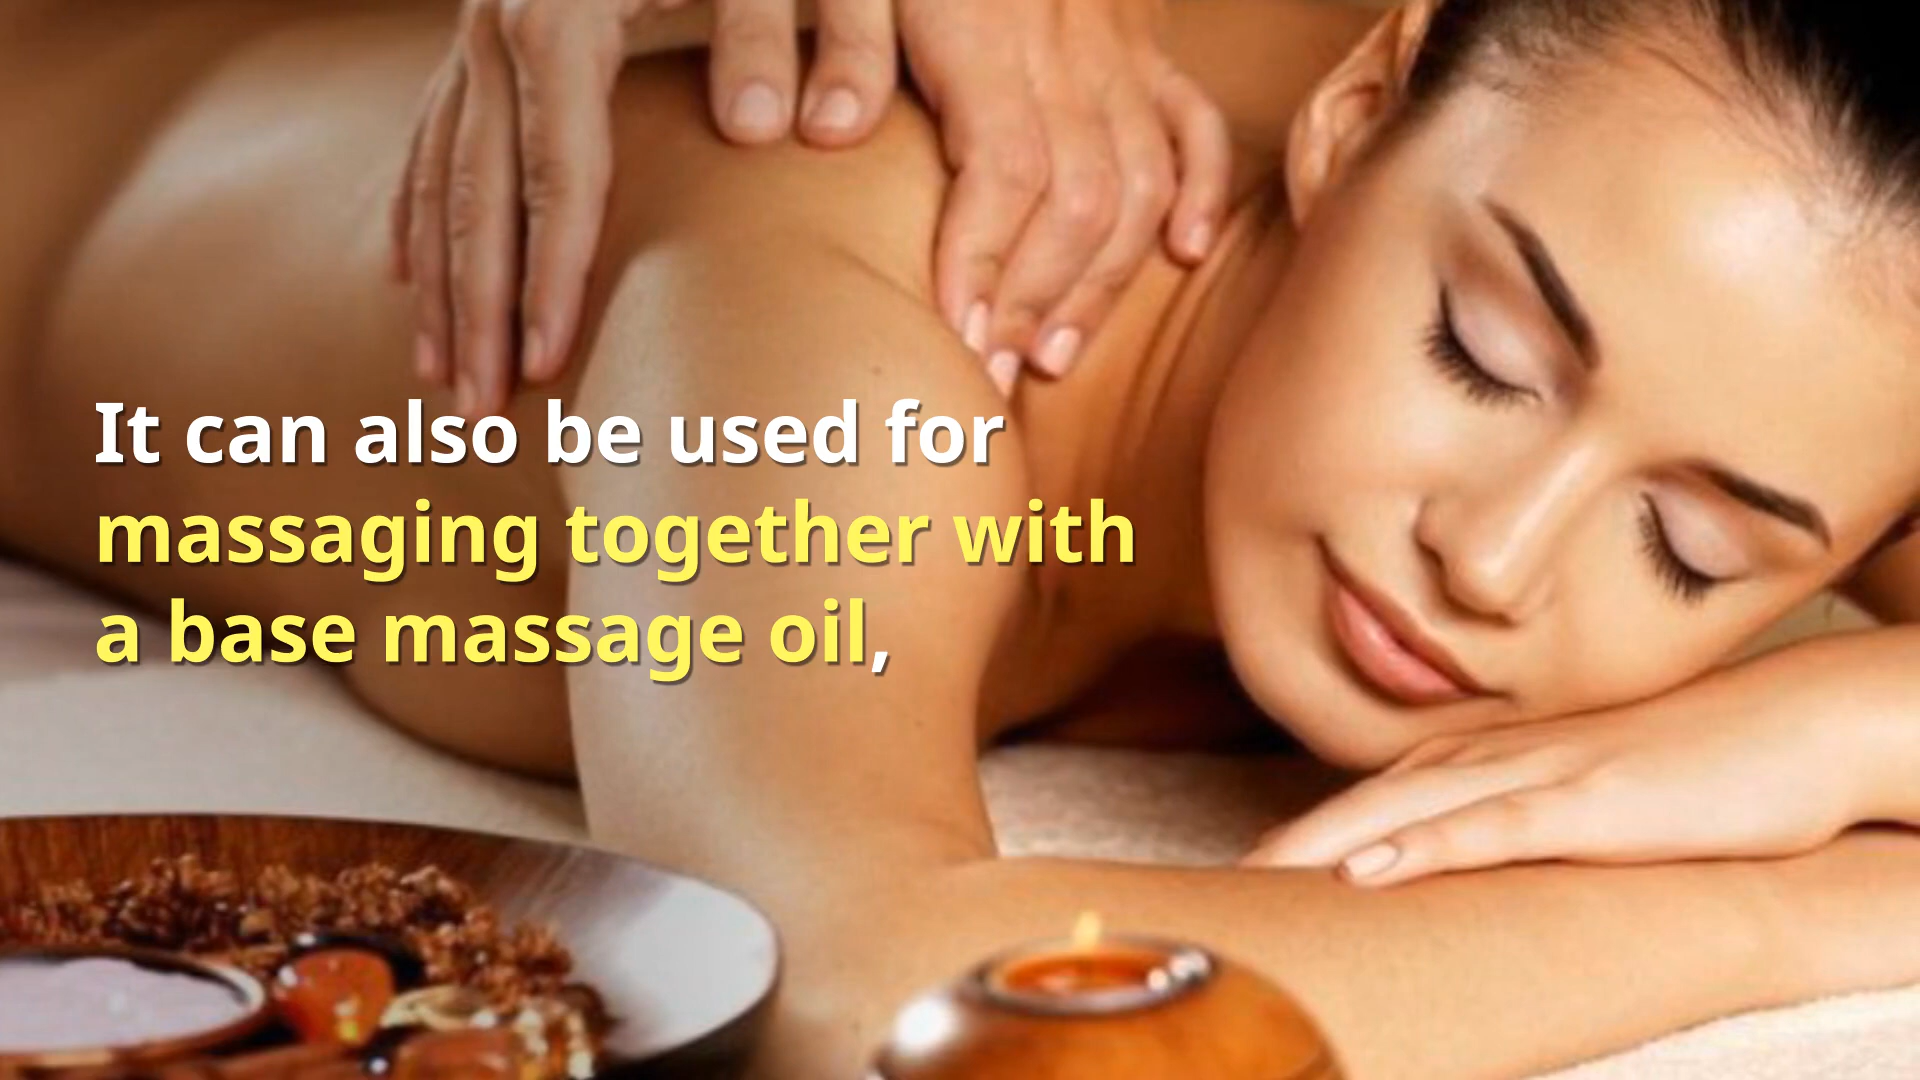 It can also be used for
massaging together with
a base massage oil,